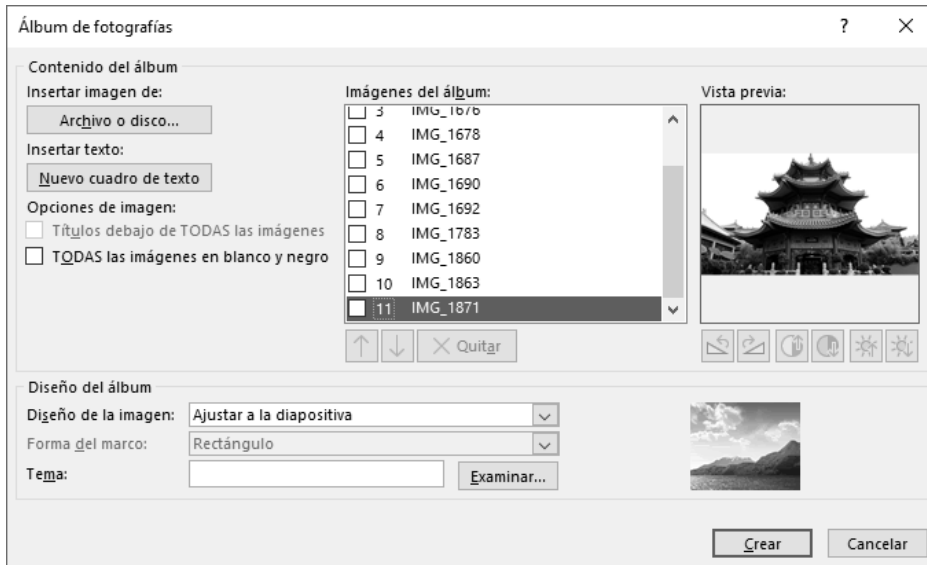 Álbum de fotografías
Contenido del álbum
Insertar imagen de:
Archivo o disco...
Insertar texto:
Nuevo cuadro de texto
Opciones de imagen:
Títulos debajo de TODAS las imágenes
TODAS las imágenes en blanco y negro
Imágenes del álbum:
3 IMG_1676
4 IMG_1678
5 IMG_1687
6 IMG_1690
7 IMG_1692
8 IMG_1783
9 IMG_1860
10 IMG_1863
11 IMG_1871
Quitar
Vista previa:
Diseño del álbum
Diseño de la imagen: Ajustar a la diapositiva
Forma del marco: Rectángulo
Tema:
Examinar...
Crear
Cancelar